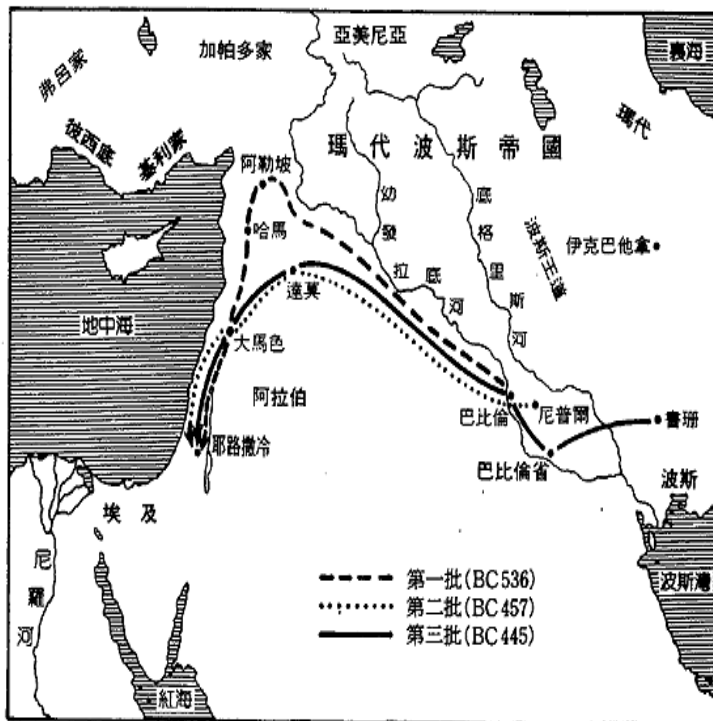 亞美尼亞
加帕多家
裏海
弗呂家
瑪代
彼西底
基利家
瑪代波斯帝國
阿勒坡
幼發拉底河
底格里斯河
波斯王道
伊克巴他拿
哈馬
達莫
地中海
大馬色
阿拉伯
巴比倫
尼普爾
書珊
耶路撒冷
巴比倫省
波斯
埃及
尼羅河
第一批(BC536)
波斯灣
第二批(BC457)
第三批(BC445)
紅海